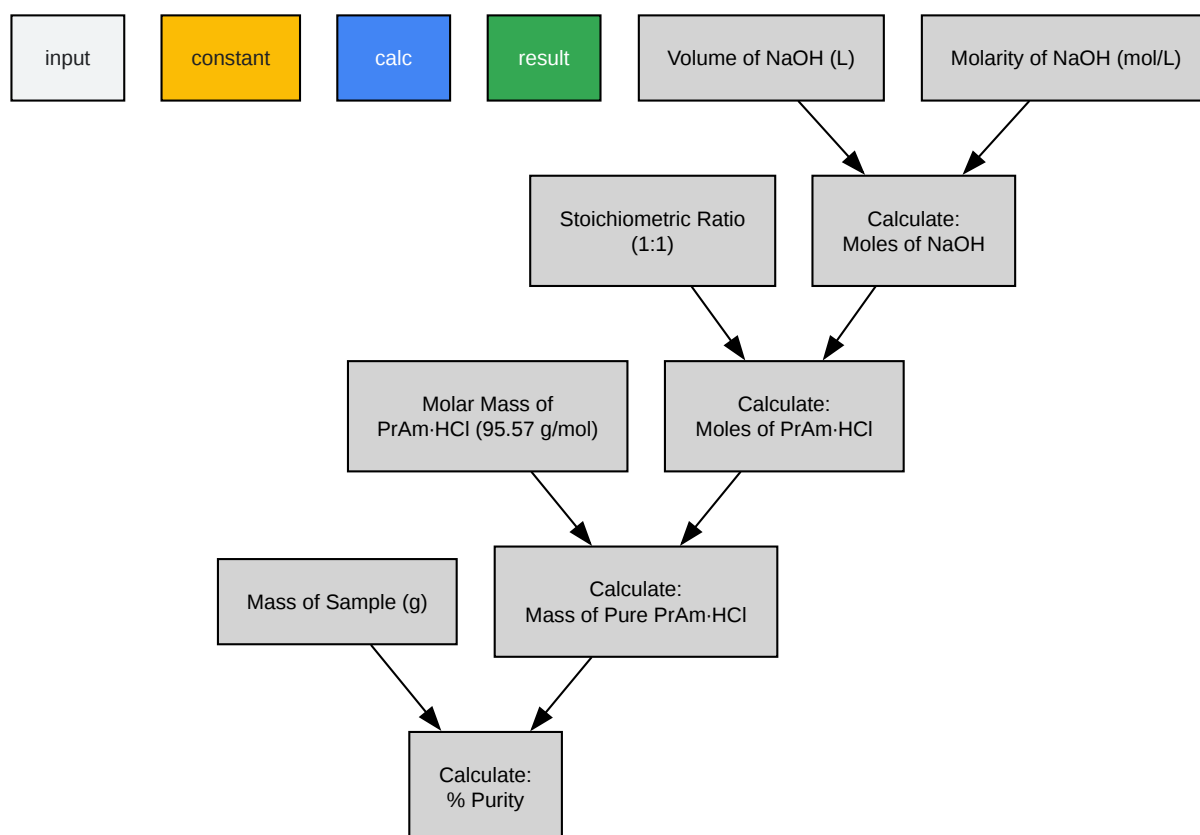 input
constant
calc
result
Volume of NaOH (L)
Molarity of NaOH (mol/L)
Stoichiometric Ratio
(1:1)
Calculate:
Moles of NaOH
Molar Mass of
PrAm·HCl (95.57 g/mol)
Calculate:
Moles of PrAm·HCl
Mass of Sample (g)
Calculate:
Mass of Pure PrAm·HCl
Calculate:
% Purity